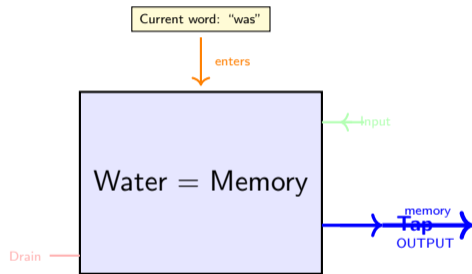 Current word: “was”
enters
Input
Water = Memory
memory
Tap
OUTPUT
Drain